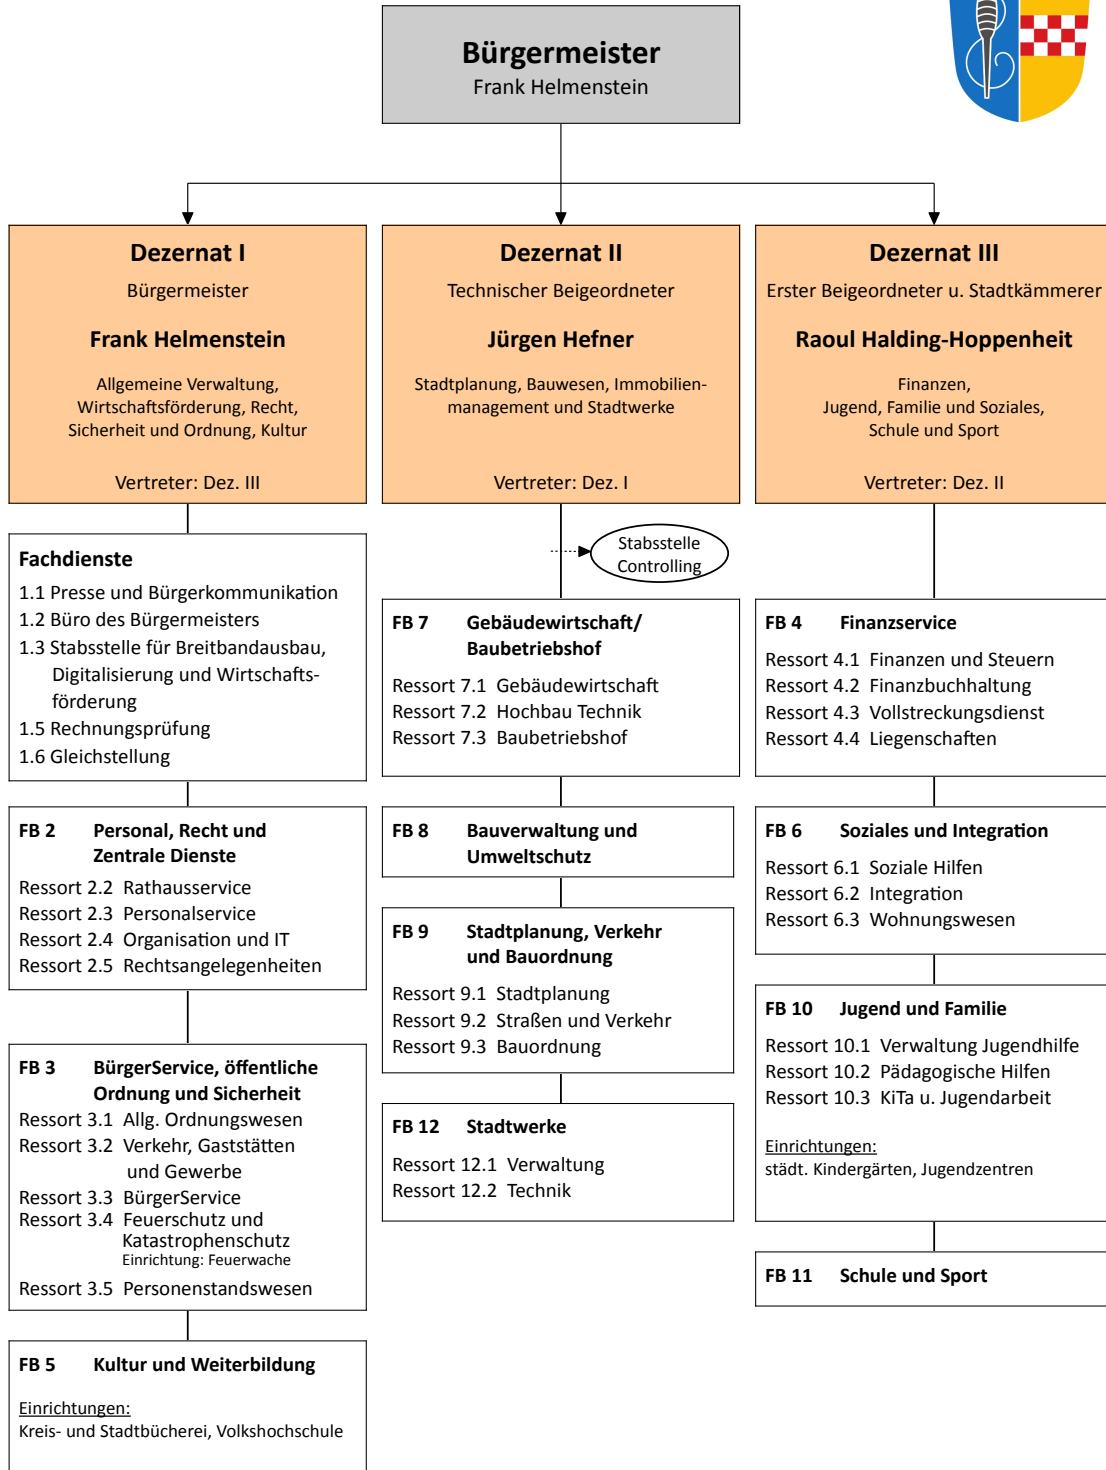 Bürgermeister
Frank Helmenstein
Dezernat I
Bürgermeister
Frank Helmenstein
Allgemeine Verwaltung,
Wirtschaftsförderung, Recht,
Sicherheit und Ordnung, Kultur
Vertreter: Dez. III
Dezernat II
Technischer Beigeordneter
Jürgen Hefner
Stadtplanung, Bauwesen, Immobilien-
management und Stadtwerke
Vertreter: Dez. I
Dezernat III
Erster Beigeordneter u. Stadtkämmerer
Raoul Halding-Hoppenheit
Finanzen,
Jugend, Familie und Soziales,
Schule und Sport
Vertreter: Dez. II
Fachdienste
1.1 Presse und Bürgerkommunikation
1.2 Büro des Bürgermeisters
1.3 Stabsstelle für Breitbandausbau,
Digitalisierung und Wirtschafts-
förderung
1.5 Rechnungsprüfung
1.6 Gleichstellung
FB 2 Personal, Recht und
Zentrale Dienste
Ressort 2.2 Rathausservice
Ressort 2.3 Personalservice
Ressort 2.4 Organisation und IT
Ressort 2.5 Rechtsangelegenheiten
FB 3 BürgerService, öffentliche
Ordnung und Sicherheit
Ressort 3.1 Allg. Ordnungswesen
Ressort 3.2 Verkehr, Gaststätten
und Gewerbe
Ressort 3.3 BürgerService
Ressort 3.4 Feuerschutz und
Katastrophenschutz
Einrichtung: Feuerwache
Ressort 3.5 Personenstandswesen
FB 5 Kultur und Weiterbildung
Einrichtungen:
Kreis- und Stadtbücherei, Volkshochschule
Stabsstelle
Controlling
FB 7 Gebäudewirtschaft/
Baubetriebshof
Ressort 7.1 Gebäudewirtschaft
Ressort 7.2 Hochbau Technik
Ressort 7.3 Baubetriebshof
FB 8 Bauverwaltung und
Umweltschutz
FB 9 Stadtplanung, Verkehr
und Bauordnung
Ressort 9.1 Stadtplanung
Ressort 9.2 Straßen und Verkehr
Ressort 9.3 Bauordnung
FB 12 Stadtwerke
Ressort 12.1 Verwaltung
Ressort 12.2 Technik
FB 4 Finanzservice
Ressort 4.1 Finanzen und Steuern
Ressort 4.2 Finanzbuchhaltung
Ressort 4.3 Vollstreckungsdienst
Ressort 4.4 Liegenschaften
FB 6 Soziales und Integration
Ressort 6.1 Soziale Hilfen
Ressort 6.2 Integration
Ressort 6.3 Wohnungswesen
FB 10 Jugend und Familie
Ressort 10.1 Verwaltung Jugendhilfe
Ressort 10.2 Pädagogische Hilfen
Ressort 10.3 KiTa u. Jugendarbeit
Einrichtungen:
städt. Kindergärten, Jugendzentren
FB 11 Schule und Sport